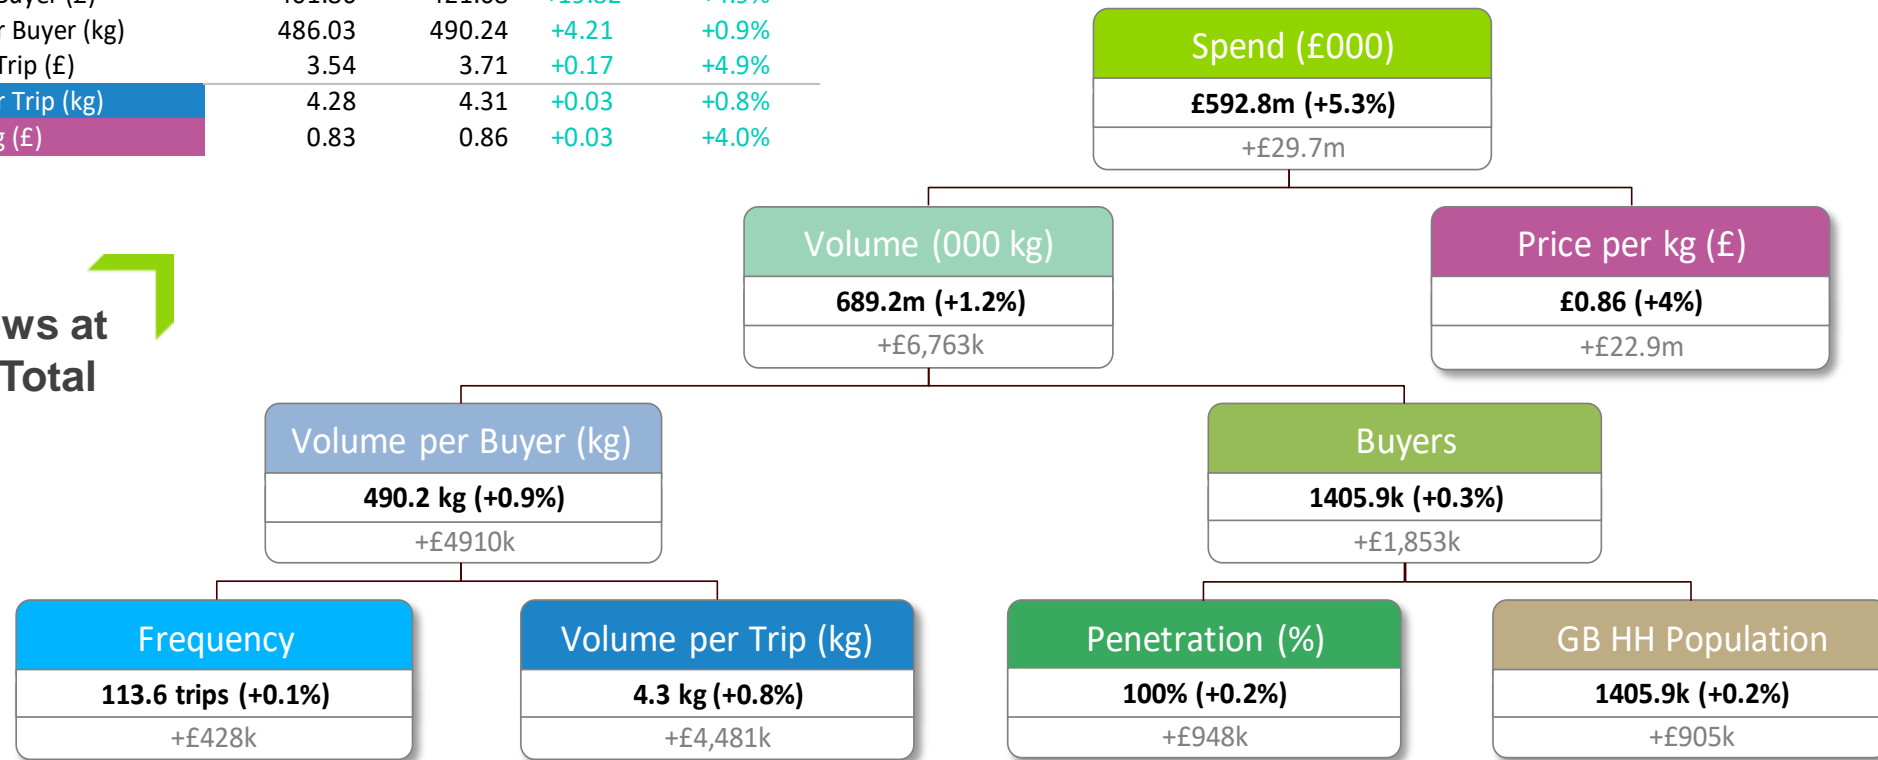 r Buyer (kg) 486.03 490.24 +4.21 +0.9%
Trip (£) 3.54 3.71 +0.17 +4.9%
r Trip (kg) 4.28 4.31 +0.03 +0.8%
g (£) 0.83 0.86 +0.03 +4.0%
Spend (£000)
£592.8m (+5.3%)
+£29.7m
Volume (000 kg)
689.2m (+1.2%)
+£6,763k
Price per kg (£)
£0.86 (+4%)
+£22.9m
ws at
Total
Volume per Buyer (kg)
490.2 kg (+0.9%)
+£4910k
Buyers
1405.9k (+0.3%)
+£1,853k
Frequency
113.6 trips (+0.1%)
+£428k
Volume per Trip (kg)
4.3 kg (+0.8%)
+£4,481k
Penetration (%)
100% (+0.2%)
+£948k
GB HH Population
1405.9k (+0.2%)
+£905k